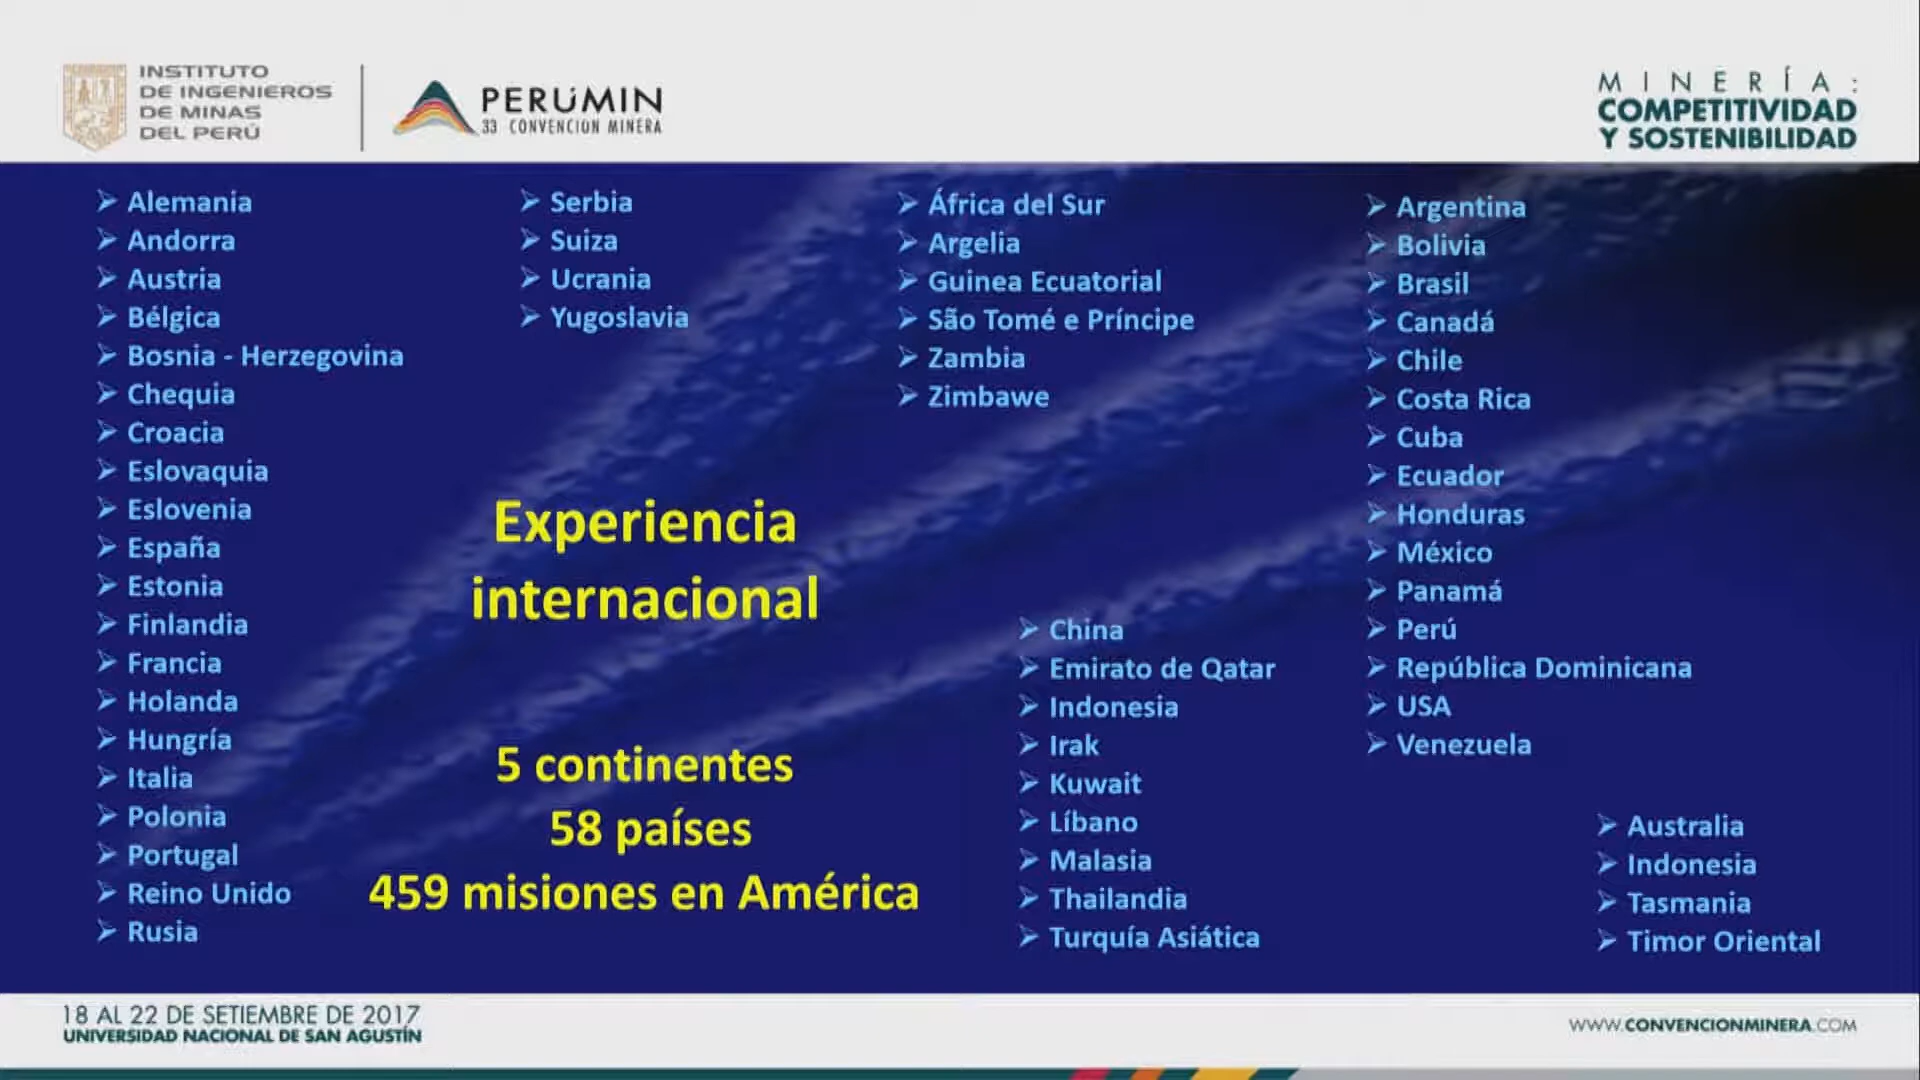 INSTITUTO
DE INGENIEROS
DE MINAS
DEL PERÚ
PERÚMIN
33 CONVENCION MINERA
MINERÍA:
COMPETITIVIDAD
Y SOSTENIBILIDAD
Alemania
Andorra
Austria
Bélgica
Bosnia - Herzegovina
Chequia
Croacia
Eslovaquia
Eslovenia
España
Estonia
Finlandia
Francia
Holanda
Hungría
Italia
Polonia
Portugal
Reino Unido
Rusia
Serbia
Suiza
Ucrania
Yugoslavia
Experiencia
internacional
5 continentes
58 países
459 misiones en América
África del Sur
Argelia
Guinea Ecuatorial
São Tomé e Príncipe
Zambia
Zimbawe
China
Emirato de Qatar
Indonesia
Irak
Kuwait
Líbano
Malasia
Thailandia
Turquía Asiática
Argentina
Bolivia
Brasil
Canadá
Chile
Costa Rica
Cuba
Ecuador
Honduras
México
Panamá
Perú
República Dominicana
USA
Venezuela
Australia
Indonesia
Tasmania
Timor Oriental
18 AL 22 DE SETIEMBRE DE 2017
UNIVERSIDAD NACIONAL DE SAN AGUSTÍN
WWW.CONVENCIONMINERA.COM